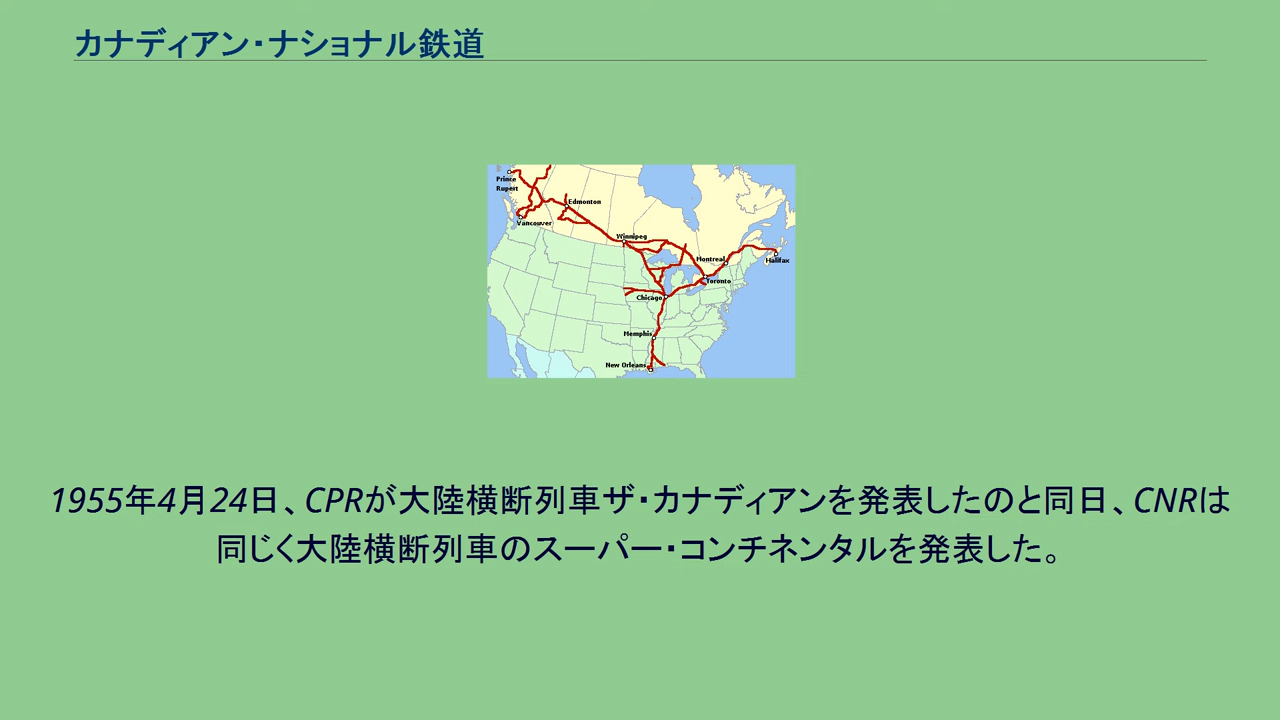 カナディアン・ナショナル鉄道
Prince
Rupert
Edmonton
Vancouver
Winnipeg
Montreal
Halifax
Toronto
Chicago
Memphis
New Orleans
1955年4月24日、CPRが大陸横断列車ザ・カナディアンを発表したのと同日、CNRは
同じく大陸横断列車のスーパー・コンチネンタルを発表した。